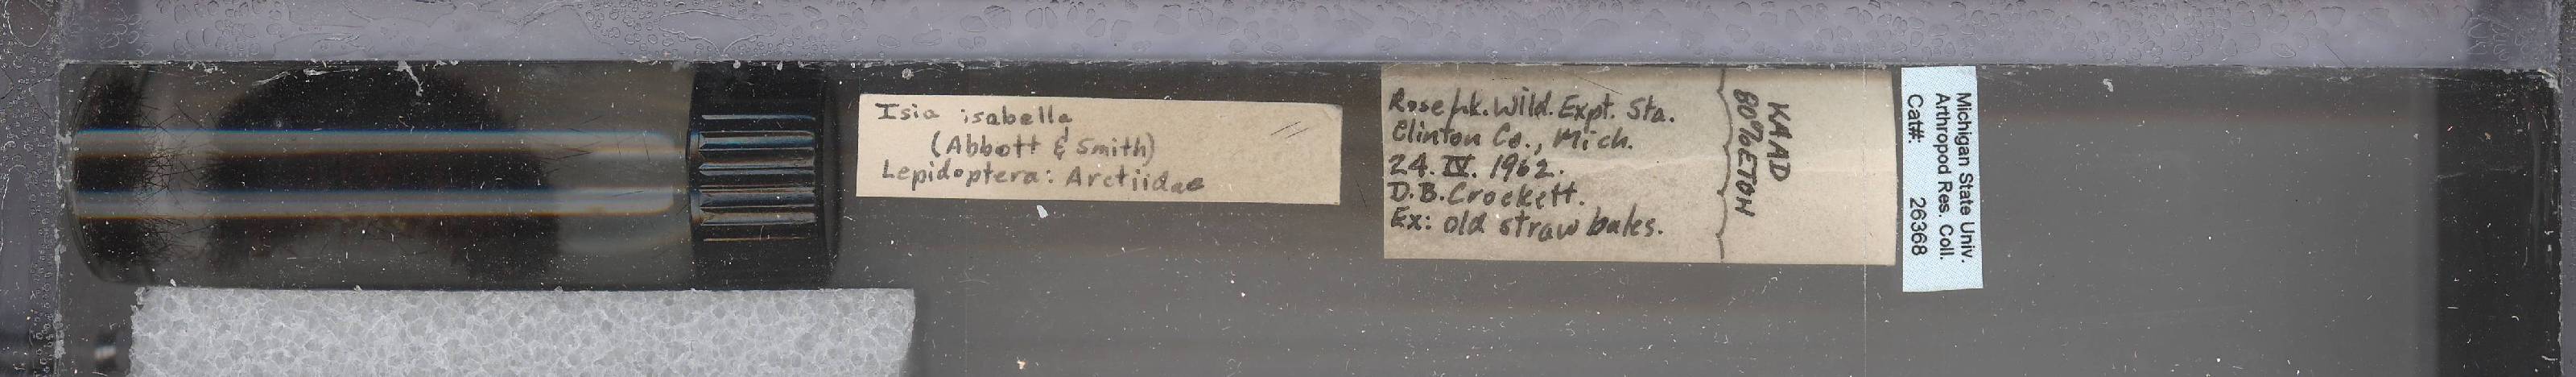 Isia isabella
(Abbott & Smith)
Lepidoptera: Arctiidae
Rose Lk. Wild. Expt. Sta.
Clinton Co., Mich.
24. IV. 1962.
D.B. Crockett.
Ex: old straw bales.
KAAD
80% ETOH
Michigan State Univ.
Arthropod Res. Coll.
Cat#: 26368